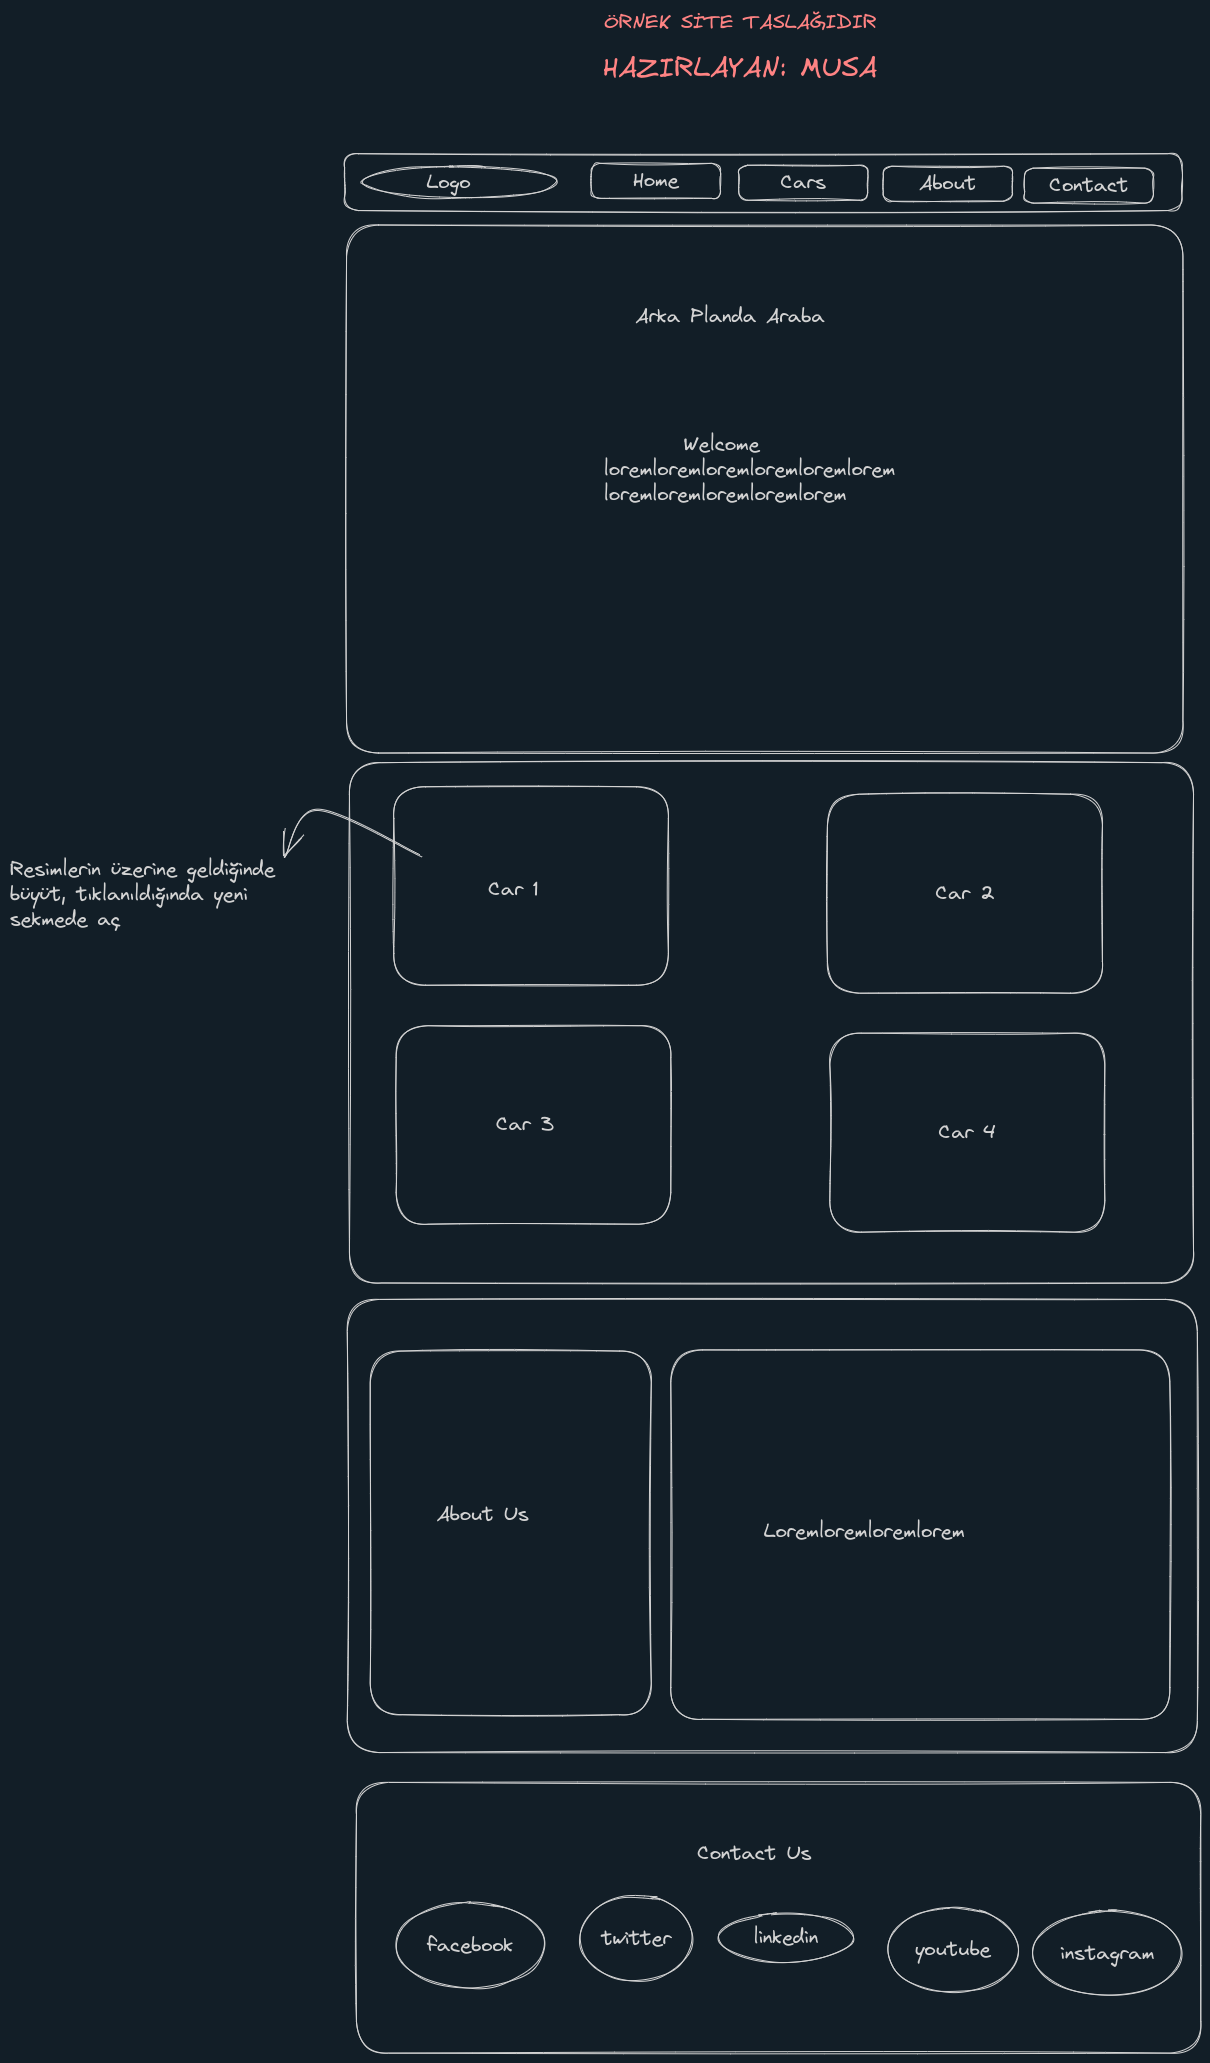 ÖRNEK SİTE TASLAĞIDIR
HAZIRLAYAN: MUSA
Logo
Home
Cars
About
Contact
Arka Planda Araba
Welcome
loremloremloremloremloremlorem
loremloremloremloremlorem
Resimlerin üzerine geldiğinde
büyüt, tıklanıldığında yeni
sekmede aç
Car 1
Car 2
Car 3
Car 4
About Us
Loremloremloremlorem
Contact Us
facebook
twitter
linkedin
youtube
instagram